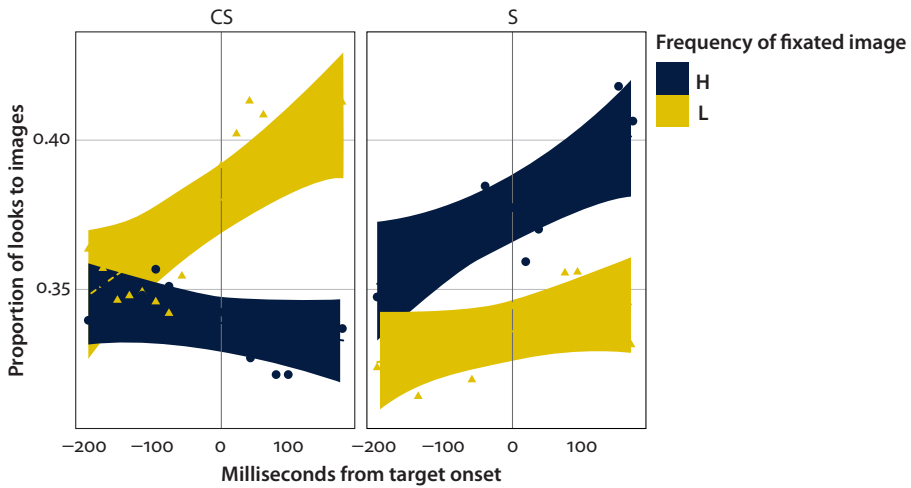 CS
S
Frequency of fixated image
H
L
Proportion of looks to images
0.40
0.35
−200 −100 0 100
−200 −100 0 100
Milliseconds from target onset